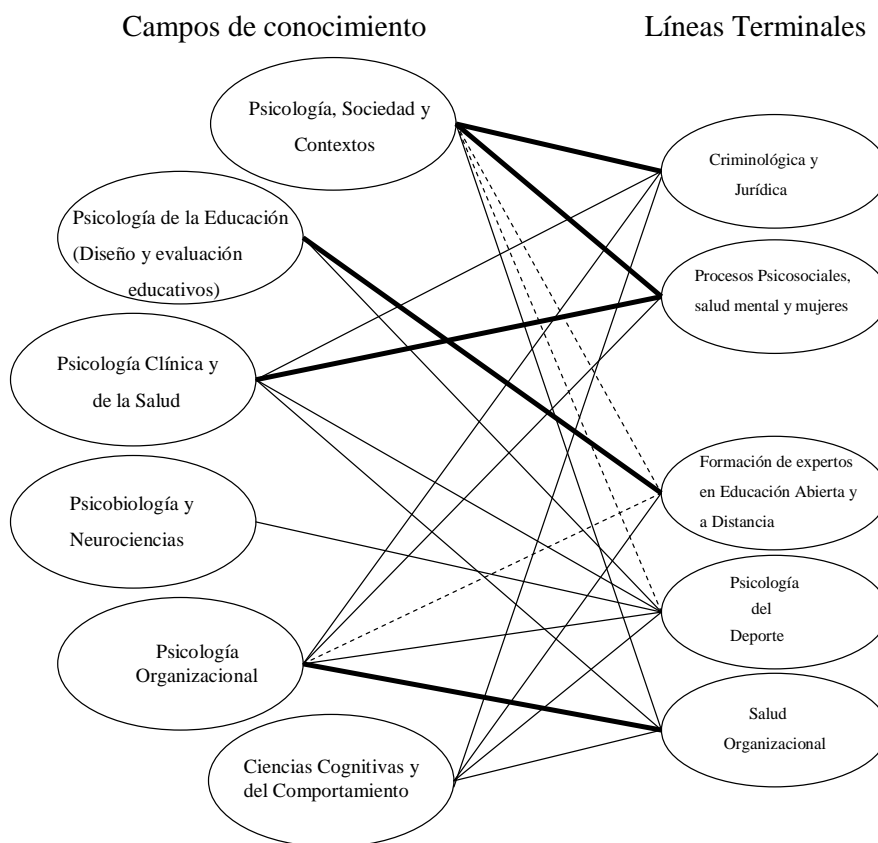 Campos de conocimiento
Líneas Terminales
Psicología, Sociedad y
Contextos
Psicología de la Educación
(Diseño y evaluación
educativos)
Psicología Clínica y
de la Salud
Psicobiología y
Neurociencias
Psicología
Organizacional
Ciencias Cognitivas y
del Comportamiento
Criminológica y
Jurídica
Procesos Psicosociales,
salud mental y mujeres
Formación de expertos
en Educación Abierta y
a Distancia
Psicología
del
Deporte
Salud
Organizacional